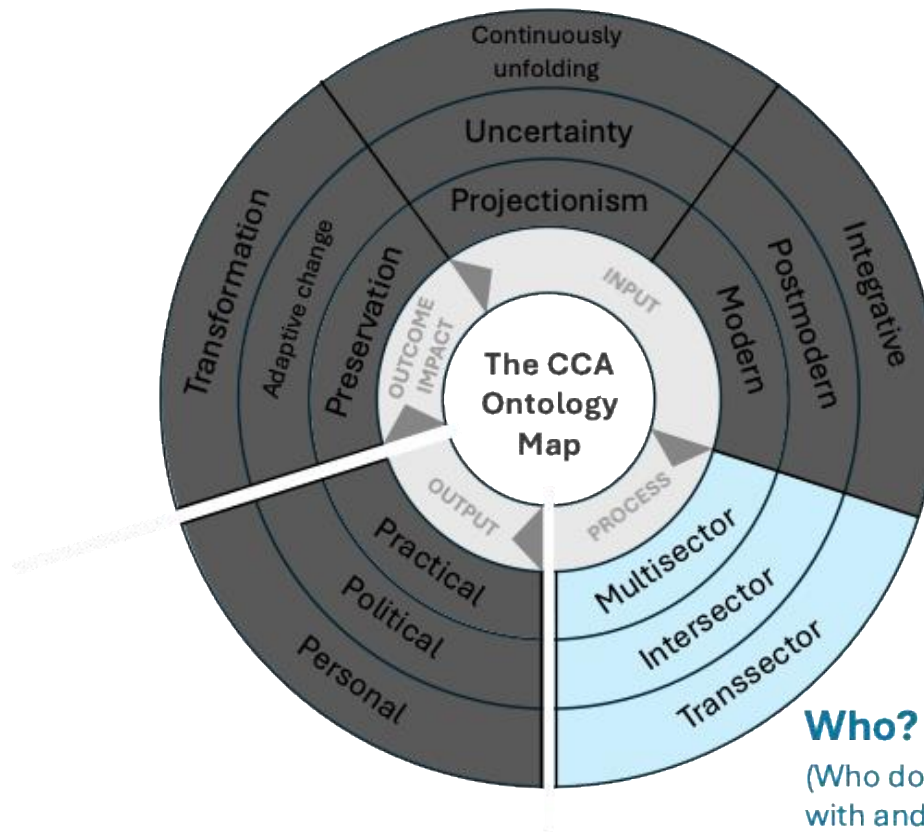 Continuously
unfolding
Uncertainty
Projectionism
INPUT
Integrative
Postmodern
Modern
Transformation
Adaptive change
Preservation
OUTCOME
IMPACT
The CCA
Ontology
Map
PROCESS
Multisector
Intersector
Transsector
OUTPUT
Practical
Political
Personal
Who?
(Who do
with and